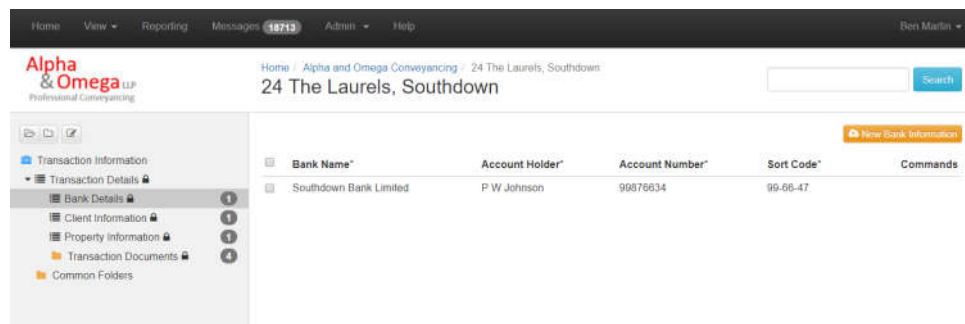 Home View Reporting Messages 18713 Admin Help Ben Martin
Alpha
& Omega LLP
Professional Conveyancing
Home / Alpha and Omega Conveyancing / 24 The Laurels, Southdown
24 The Laurels, Southdown
Search
New Bank Information
Transaction Information
Transaction Details
Bank Details 1
Client Information 1
Property Information 1
Transaction Documents 4
Common Folders
Bank Name* Account Holder* Account Number* Sort Code* Commands
Southdown Bank Limited P W Johnson 99876634 99-66-47